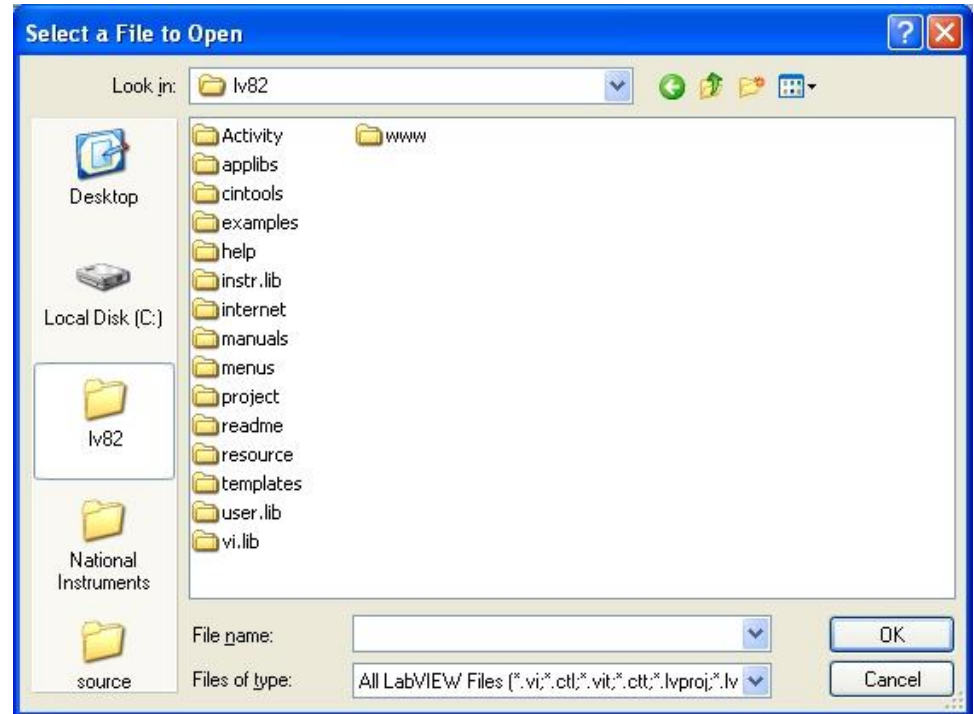 Select a File to Open
Look in:
lv82
Desktop
Local Disk (C:)
lv82
National
Instruments
source
Activity
applibs
cintools
examples
help
instr.lib
internet
manuals
menus
project
readme
resource
templates
user.lib
vi.lib
www
File name:
OK
Files of type:
All LabVIEW Files (*.vi;*.ctl;*.vit;*.ctt;*.lvproj;*.lv
Cancel